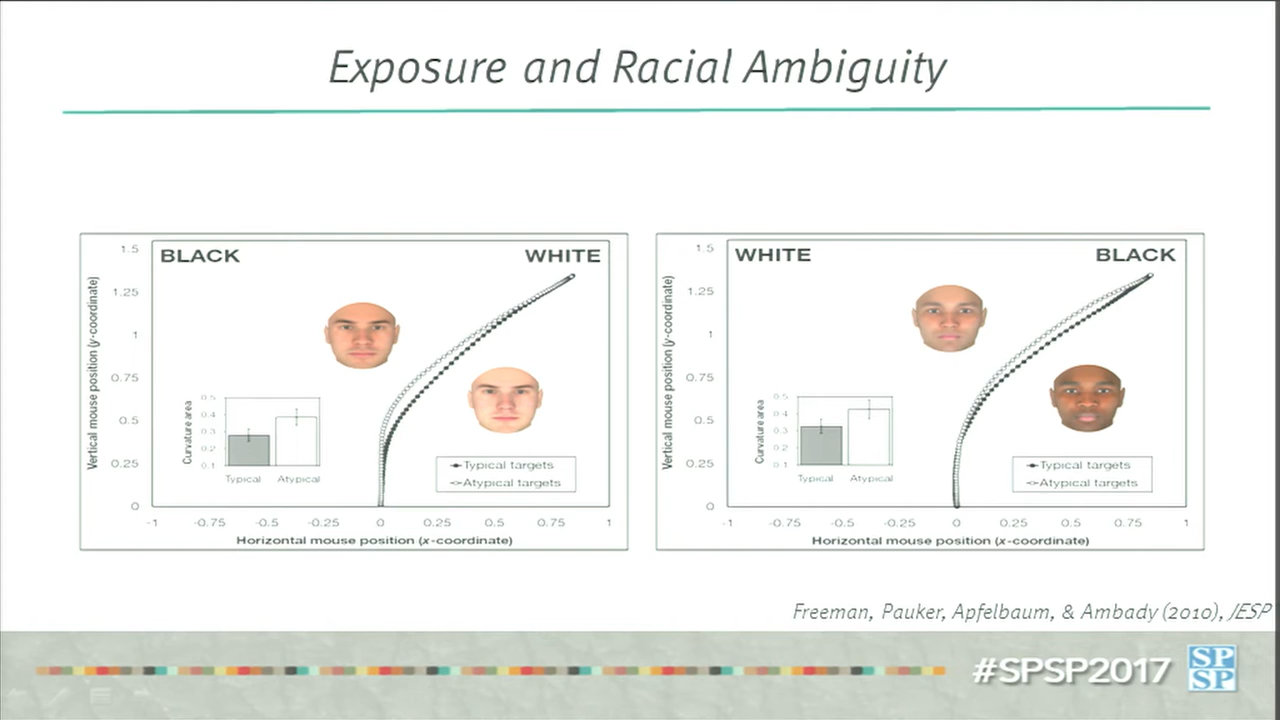 Exposure and Racial Ambiguity
BLACK
WHITE
1.5
1.25
1
0.75
0.5
0.25
0
Vertical mouse position (y-coordinate)
Curvature area
0.5
0.4
0.3
0.2
0.1
Typical
Atypical
Typical targets
Atypical targets
-1 -0.75 -0.5 -0.25 0 0.25 0.5 0.75 1
Horizontal mouse position (x-coordinate)
WHITE
BLACK
1.5
1.25
1
0.75
0.5
0.25
0
Vertical mouse position (y-coordinate)
Curvature area
0.5
0.4
0.3
0.2
0.1
Typical
Atypical
Typical targets
Atypical targets
-1 -0.75 -0.5 -0.25 0 0.25 0.5 0.75 1
Horizontal mouse position (x-coordinate)
Freeman, Pauker, Apfelbaum, & Ambady (2010), JESP
#SPSP2017
SP
SP